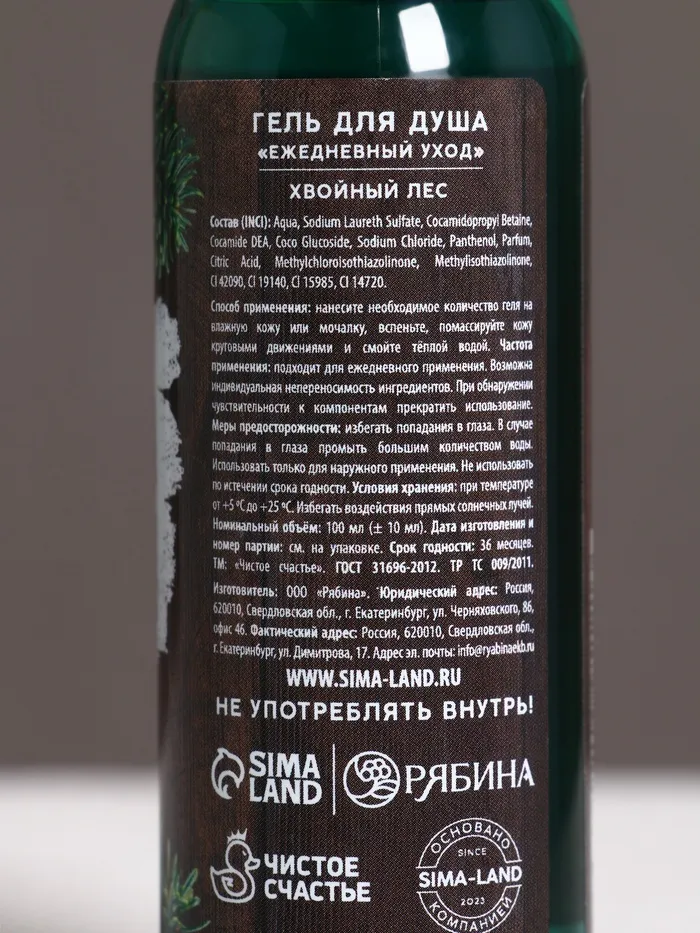 ГЕЛЬ ДЛЯ ДУША
«ЕЖЕДНЕВНЫЙ УХОД»
ХВОЙНЫЙ ЛЕС
Состав (INCI): Aqua, Sodium Laureth Sulfate, Cocamidopropyl Betaine,
Cocamide DEA, Coco Glucoside, Sodium Chloride, Panthenol, Parfum,
Citric Acid, Methylchloroisothiazolinone, Methylisothiazolinone,
CI 42090, CI 19140, CI 15985, CI 14720.
Способ применения: нанесите необходимое количество геля на
влажную кожу или мочалку, вспеньте, помассируйте кожу
круговыми движениями и смойте тёплой водой. Частота
применения: подходит для ежедневного применения. Возможна
индивидуальная непереносимость ингредиентов. При обнаружении
чувствительности к компонентам прекратить использование.
Меры предосторожности: избегать попадания в глаза. В случае
попадания в глаза промыть большим количеством воды.
Использовать только для наружного применения. Не использовать
по истечении срока годности. Условия хранения: при температуре
от +5 °С до +25 °С. Избегать воздействия прямых солнечных лучей.
Номинальный объём: 100 мл (± 10 мл). Дата изготовления и
номер партии: см. на упаковке. Срок годности: 36 месяцев.
ТМ: «Чистое счастье». ГОСТ 31696-2012. ТР ТС 009/2011.
Изготовитель: ООО «Рябина». Юридический адрес: Россия,
620010, Свердловская обл., г. Екатеринбург, ул. Черняховского, 86,
офис 46. Фактический адрес: Россия, 620010, Свердловская обл.,
г. Екатеринбург, ул. Димитрова, 17. Адрес эл. почты: info@ryabinaekb.ru
WWW.SIMA-LAND.RU
НЕ УПОТРЕБЛЯТЬ ВНУТРЬ!
SIMA LAND
РЯБИНА
ЧИСТОЕ
СЧАСТЬЕ
ОСНОВАНО
SINCE
SIMA-LAND
2023
КОМПАНИЕЙ